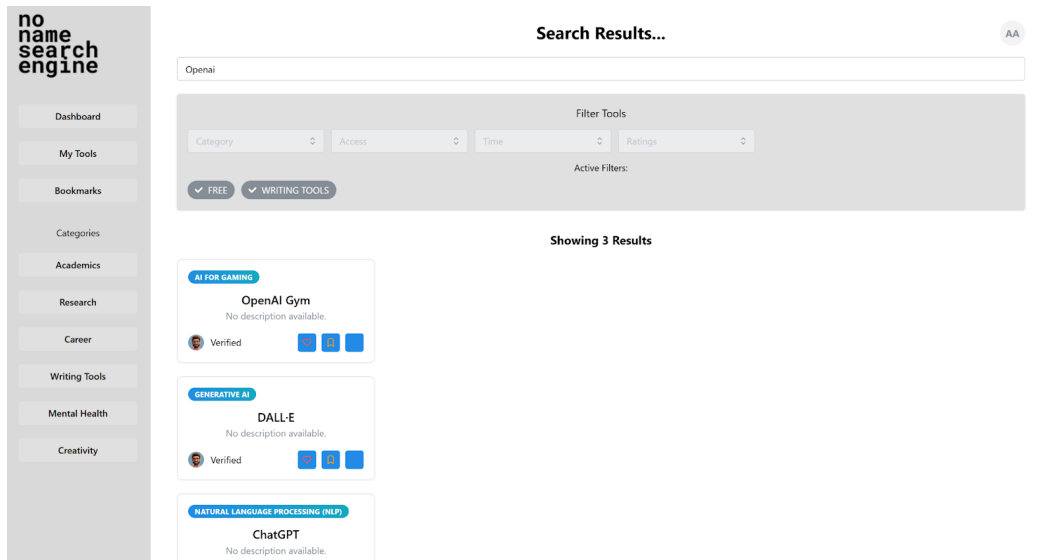 no
name
search
engine
Dashboard
My Tools
Bookmarks
Categories
Academics
Research
Career
Writing Tools
Mental Health
Creativity
Search Results...
AA
Openai
Filter Tools
Category
Access
Time
Ratings
Active Filters:
FREE
WRITING TOOLS
Showing 3 Results
AI FOR GAMING
OpenAI Gym
No description available.
Verified
GENERATIVE AI
DALL·E
No description available.
Verified
NATURAL LANGUAGE PROCESSING (NLP)
ChatGPT
No description available.